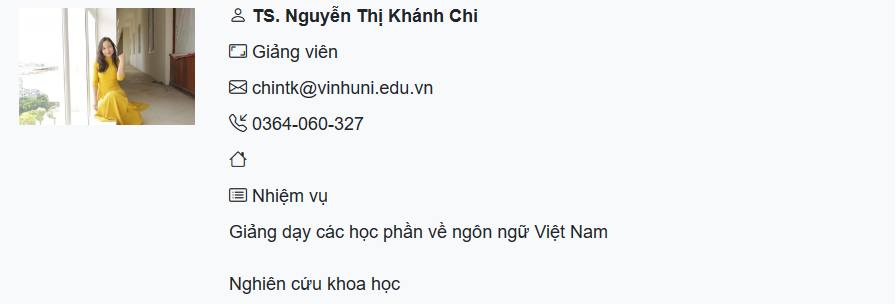 TS. Nguyễn Thị Khánh Chi
Giảng viên
chintk@vinhuni.edu.vn
0364-060-327
Nhiệm vụ
Giảng dạy các học phần về ngôn ngữ Việt Nam
Nghiên cứu khoa học